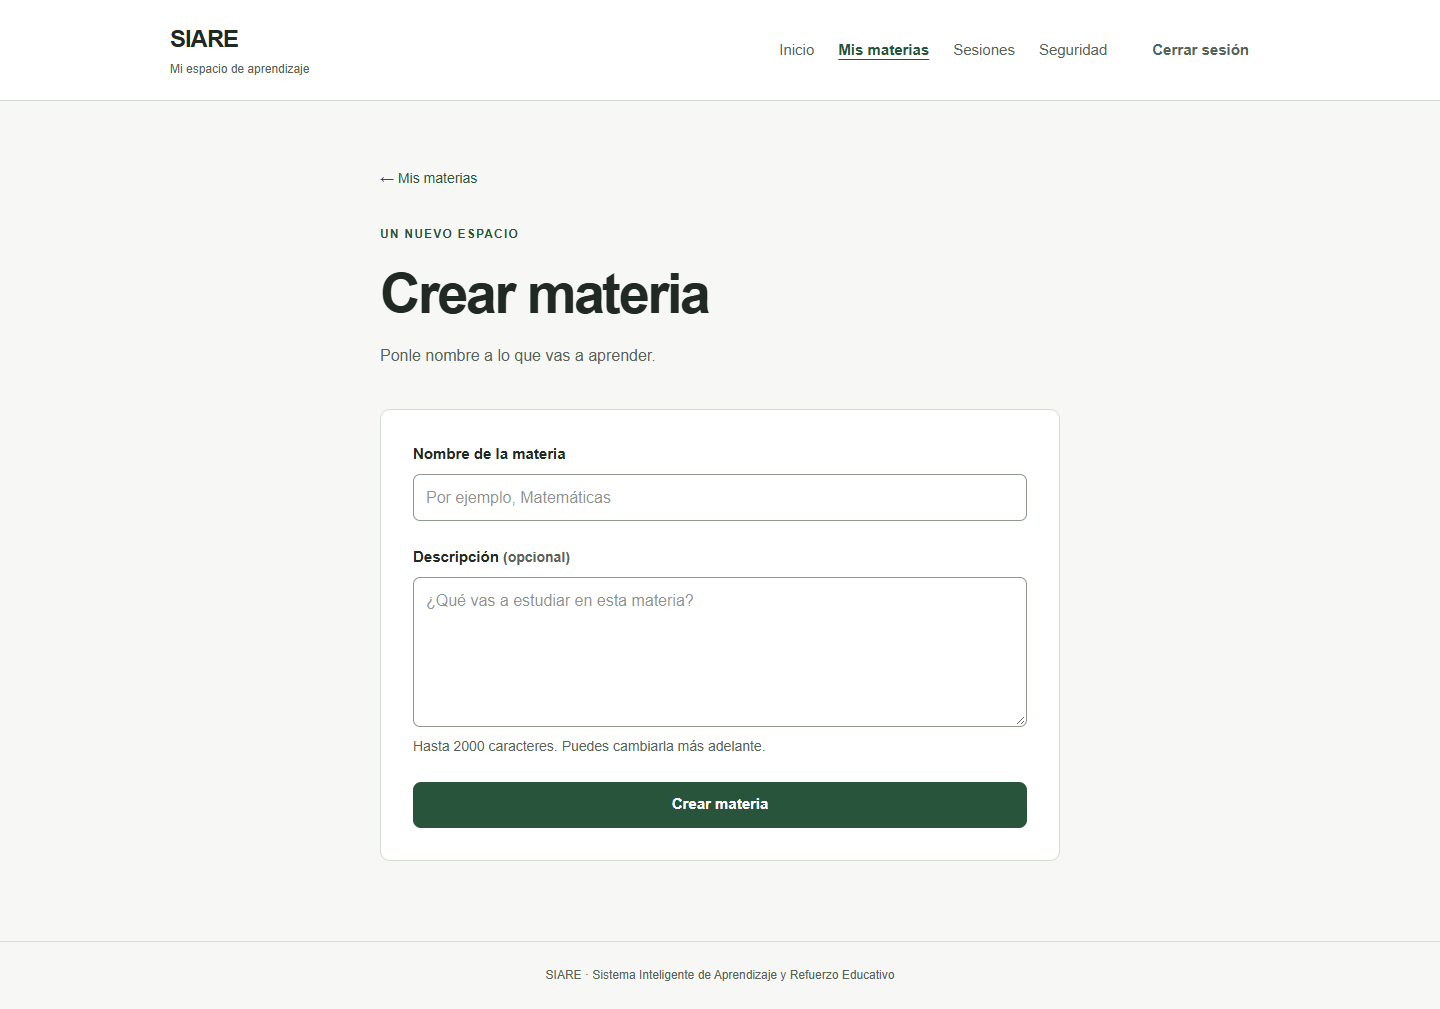 SIARE
Mi espacio de aprendizaje
Inicio Mis materias Sesiones Seguridad Cerrar sesión
← Mis materias
UN NUEVO ESPACIO
Crear materia
Ponle nombre a lo que vas a aprender.
Nombre de la materia
Por ejemplo, Matemáticas
Descripción (opcional)
¿Qué vas a estudiar en esta materia?
Hasta 2000 caracteres. Puedes cambiarla más adelante.
Crear materia
SIARE · Sistema Inteligente de Aprendizaje y Refuerzo Educativo